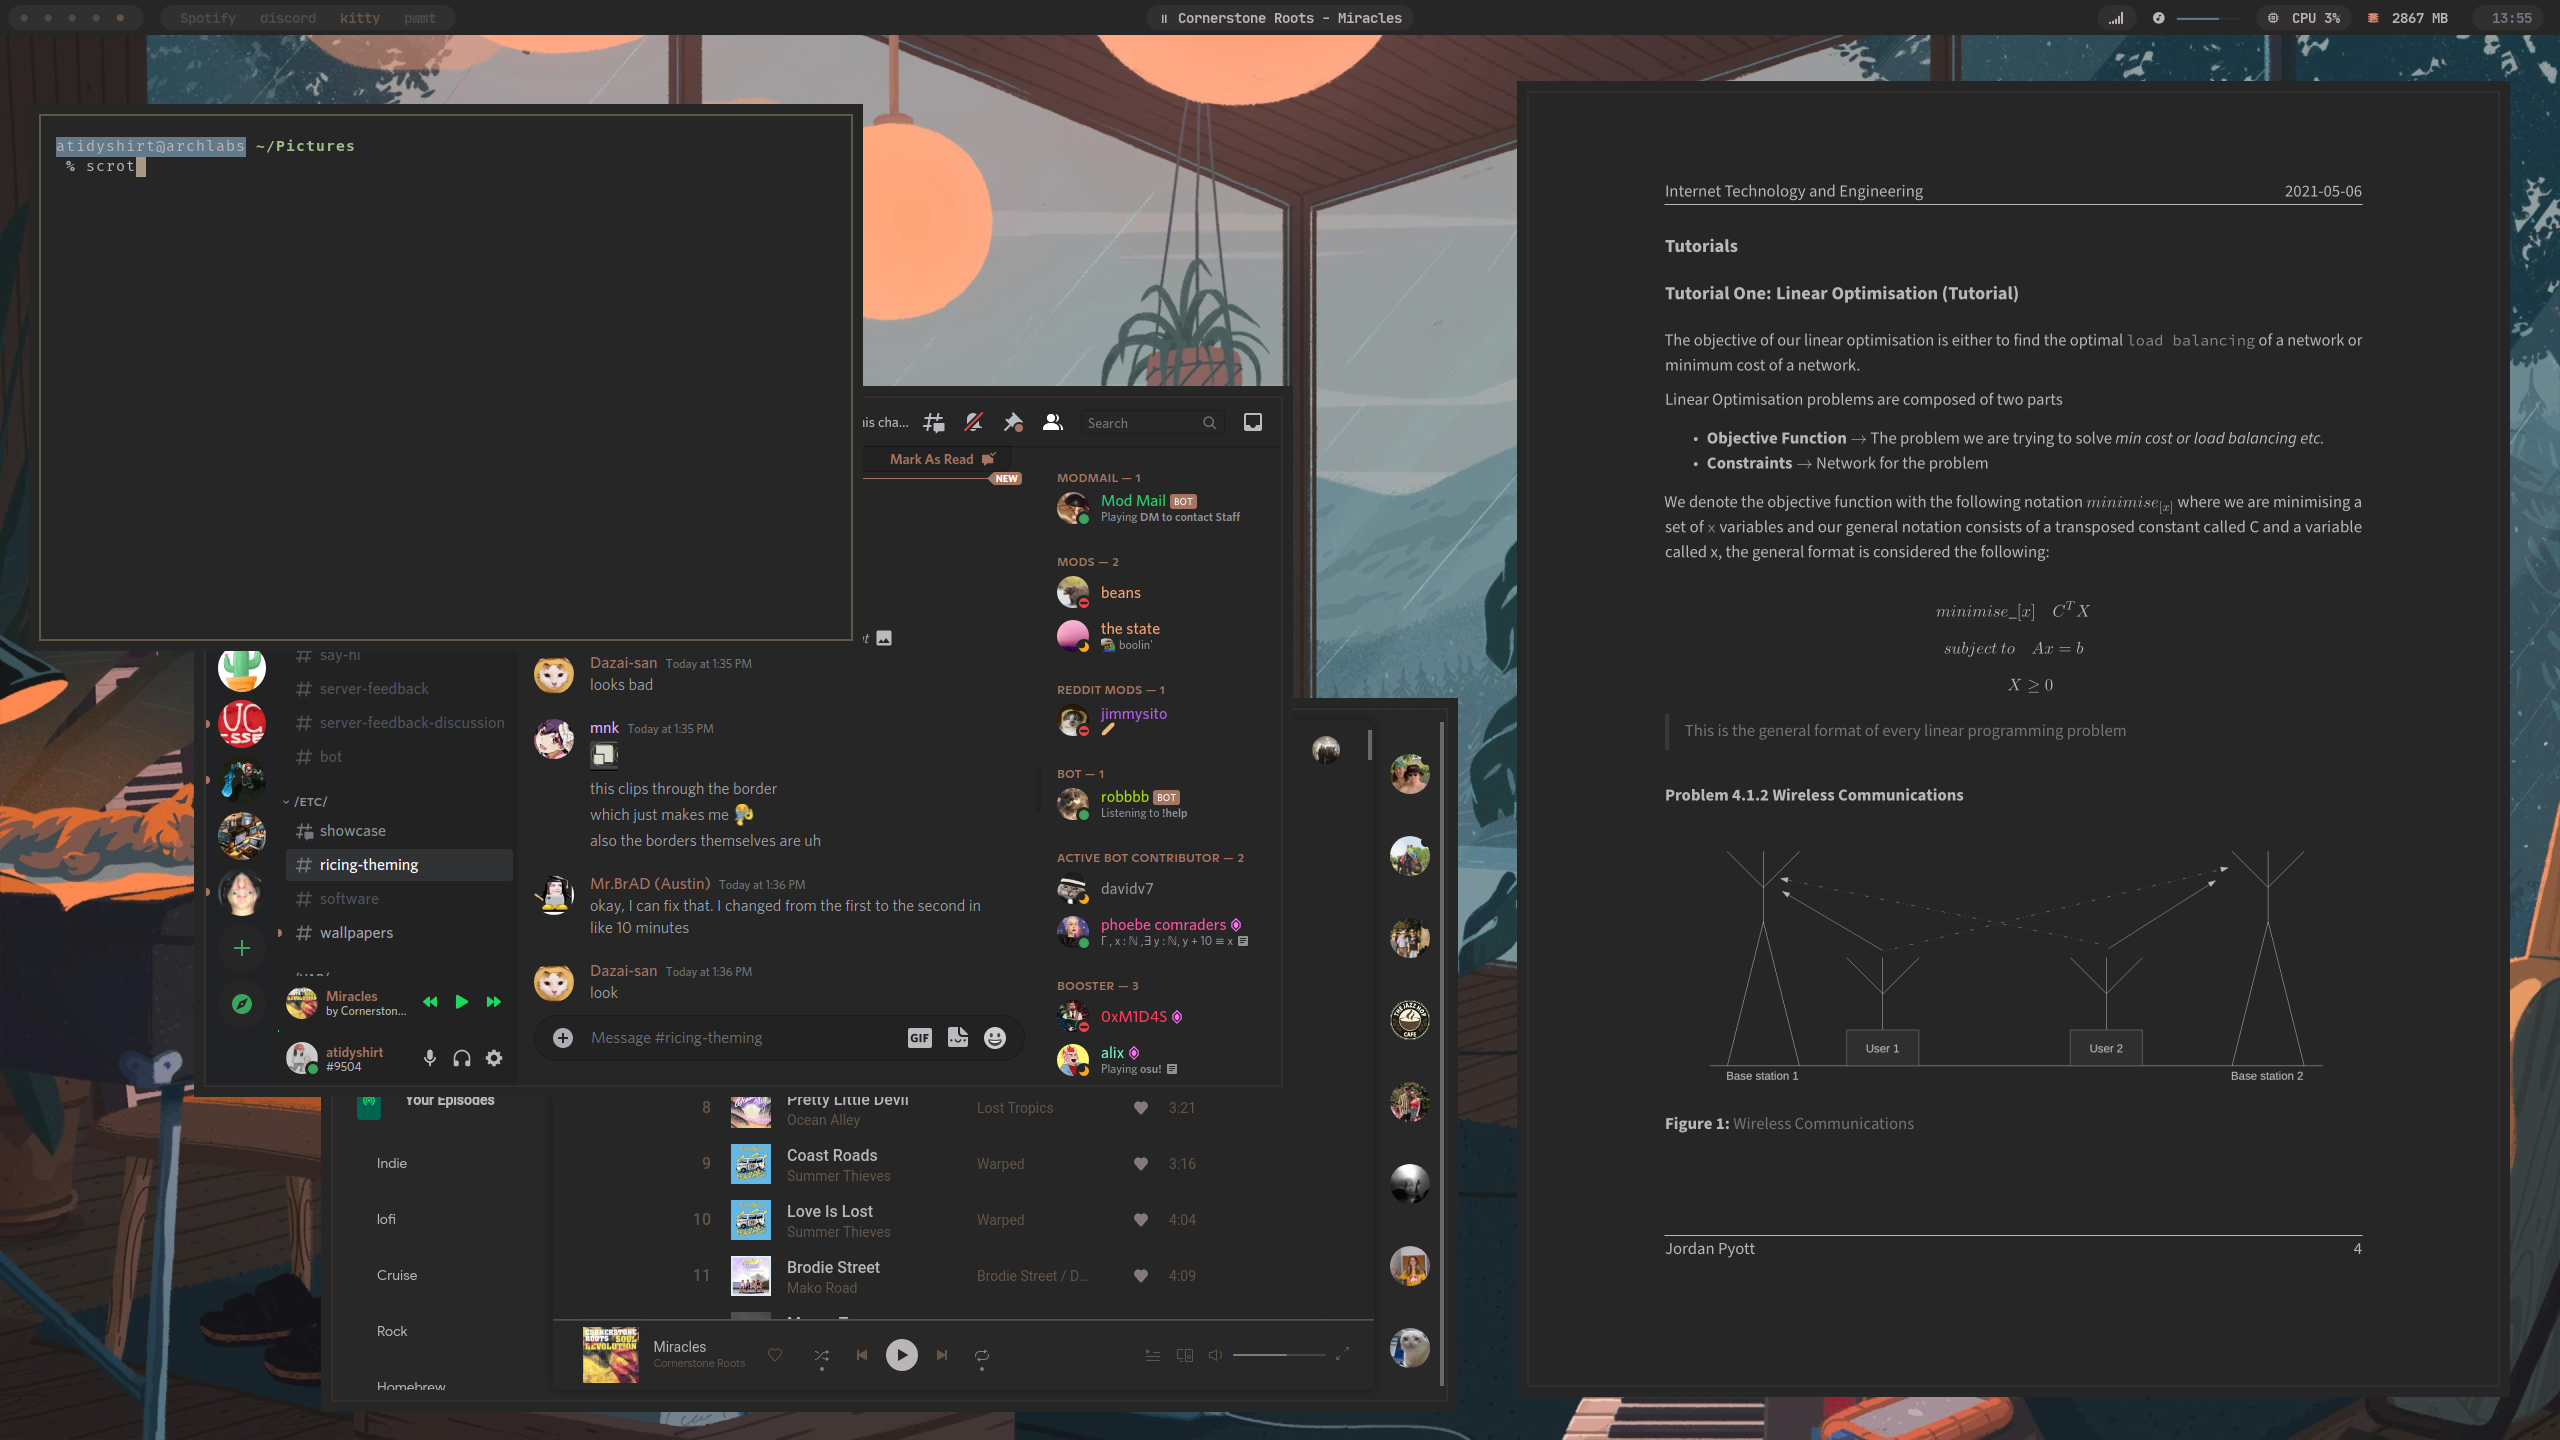 Spotify discord kitty pwmt
Cornerstone Roots - Miracles
CPU 3% 2867 MB 13:55
atidyshirt@archlabs ~/Pictures
% scrot
his cha...
Search
Mark As Read
NEW
say-hi
server-feedback
server-feedback-discussion
bot
/ETC/
showcase
ricing-theming
software
wallpapers
Miracles
by Cornerston...
atidyshirt
#9504
Dazai-san Today at 1:35 PM
looks bad
mnk Today at 1:35 PM
this clips through the border
which just makes me
also the borders themselves are uh
Mr.BrAD (Austin) Today at 1:36 PM
okay, I can fix that. I changed from the first to the second in
like 10 minutes
Dazai-san Today at 1:36 PM
look
Message #ricing-theming
GIF
MODMAIL — 1
Mod Mail BOT
Playing DM to contact Staff
MODS — 2
beans
the state
boolin'
REDDIT MODS — 1
jimmysito
BOT — 1
robbbb BOT
Listening to !help
ACTIVE BOT CONTRIBUTOR — 2
davidv7
phoebe comraders
Γ , x : ℕ ,∃ y : ℕ, y + 10 ≡ x
BOOSTER — 3
0xM1D4S
alix
Playing osu!
Your Episodes
Indie
lofi
Cruise
Rock
Homebrew
8 Pretty Little Devil Lost Tropics 3:21
Ocean Alley
9 Coast Roads Warped 3:16
Summer Thieves
10 Love Is Lost Warped 4:04
Summer Thieves
11 Brodie Street Brodie Street / D... 4:09
Mako Road
Miracles
Cornerstone Roots
Internet Technology and Engineering 2021-05-06
Tutorials
Tutorial One: Linear Optimisation (Tutorial)
The objective of our linear optimisation is either to find the optimal load balancing of a network or
minimum cost of a network.
Linear Optimisation problems are composed of two parts
• Objective Function → The problem we are trying to solve min cost or load balancing etc.
• Constraints → Network for the problem
We denote the objective function with the following notation minimise[x] where we are minimising a
set of x variables and our general notation consists of a transposed constant called C and a variable
called x, the general format is considered the following:
minimise_[x] C^T X
subject to Ax = b
X ≥ 0
This is the general format of every linear programming problem
Problem 4.1.2 Wireless Communications
User 1
User 2
Base station 1
Base station 2
Figure 1: Wireless Communications
Jordan Pyott 4